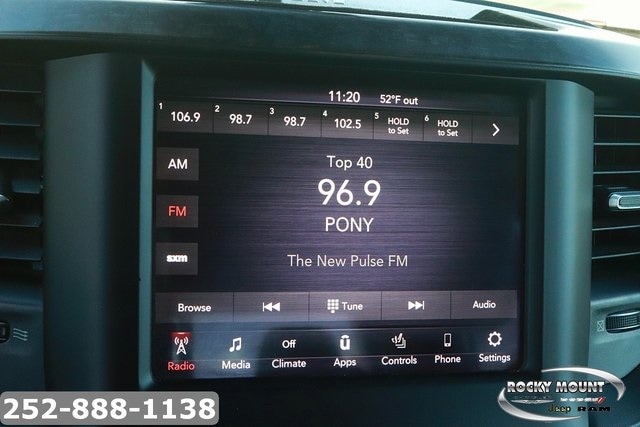 11:20 52°F out
1 106.9 2 98.7 3 98.7 4 102.5 5 HOLD to Set 6 HOLD to Set
AM
Top 40
96.9
FM
PONY
sxm
The New Pulse FM
Browse Tune Audio
Off
Radio Media Climate Apps Controls Phone Settings
252-888-1138
ROCKY MOUNT
Jeep RAM